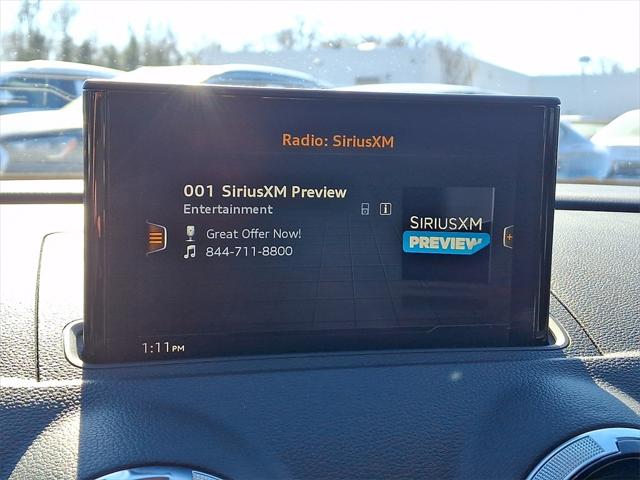 Radio: SiriusXM
001 SiriusXM Preview
Entertainment
Great Offer Now!
844-711-8800
SIRIUSXM
PREVIEW
1:11PM